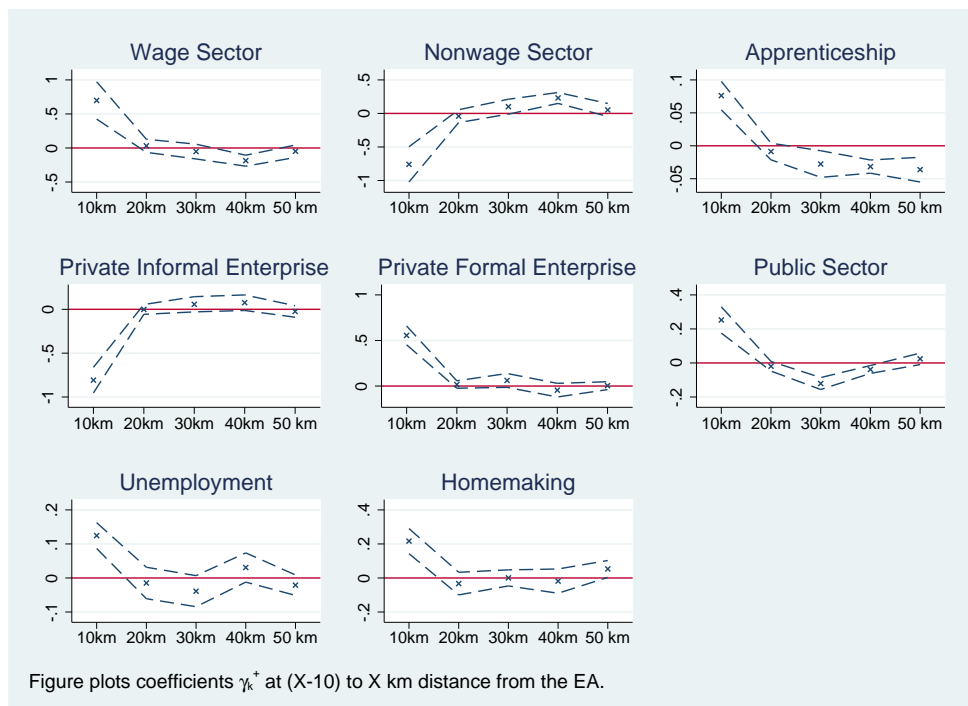 Wage Sector
Nonwage Sector
Apprenticeship
1
.5
0
-.5
10km 20km 30km 40km 50 km
.5
0
-.5
-1
10km 20km 30km 40km 50 km
.1
.05
0
-.05
10km 20km 30km 40km 50 km
Private Informal Enterprise
Private Formal Enterprise
Public Sector
0
-.5
-1
10km 20km 30km 40km 50 km
1
.5
0
10km 20km 30km 40km 50 km
.4
.2
0
-.2
10km 20km 30km 40km 50 km
Unemployment
Homemaking
.2
.1
0
-.1
10km 20km 30km 40km 50 km
.4
.2
0
-.2
10km 20km 30km 40km 50 km
Figure plots coefficients γₖ⁺ at (X-10) to X km distance from the EA.